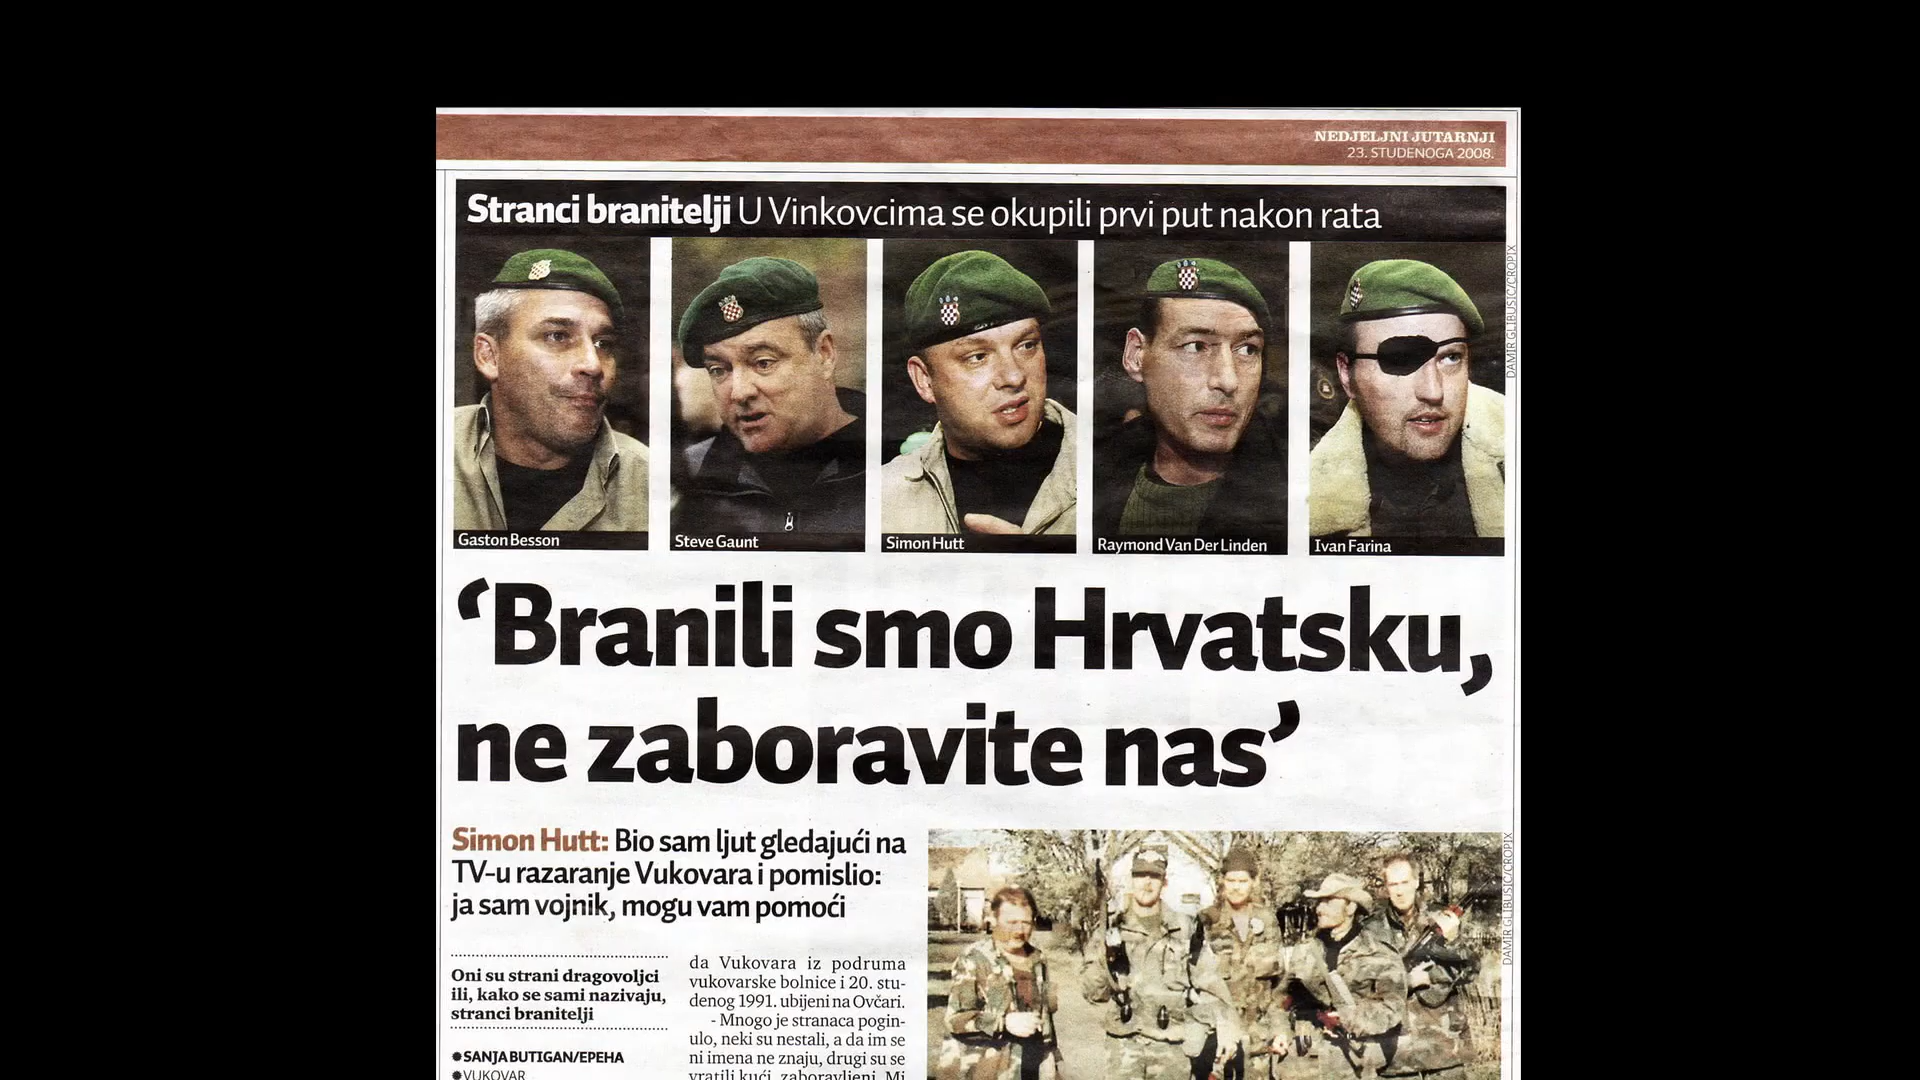 NEDJELJNI JUTARNJI
23. STUDENOGA 2008.
Stranci branitelji U Vinkovcima se okupili prvi put nakon rata
DAMIR GLIBUSIC/CROPIX
Gaston Besson
Steve Gaunt
Simon Hutt
Raymond Van Der Linden
Ivan Farina
‘Branili smo Hrvatsku,
ne zaboravite nas’
Simon Hutt: Bio sam ljut gledajući na
TV-u razaranje Vukovara i pomislio:
ja sam vojnik, mogu vam pomoći
DAMIR GLIBUSIC/CROPIX
Oni su strani dragovoljci
ili, kako se sami nazivaju,
stranci branitelji
SANJA BUTIGAN/EPEHA
VUKOVAR
da Vukovara iz podruma
vukovarske bolnice i 20. stu-
denog 1991. ubijeni na Ovčari.
- Mnogo je stranaca pogin-
ulo, neki su nestali, a da im se
ni imena ne znaju, drugi su se
vratili kući, zaboravljeni. Mi